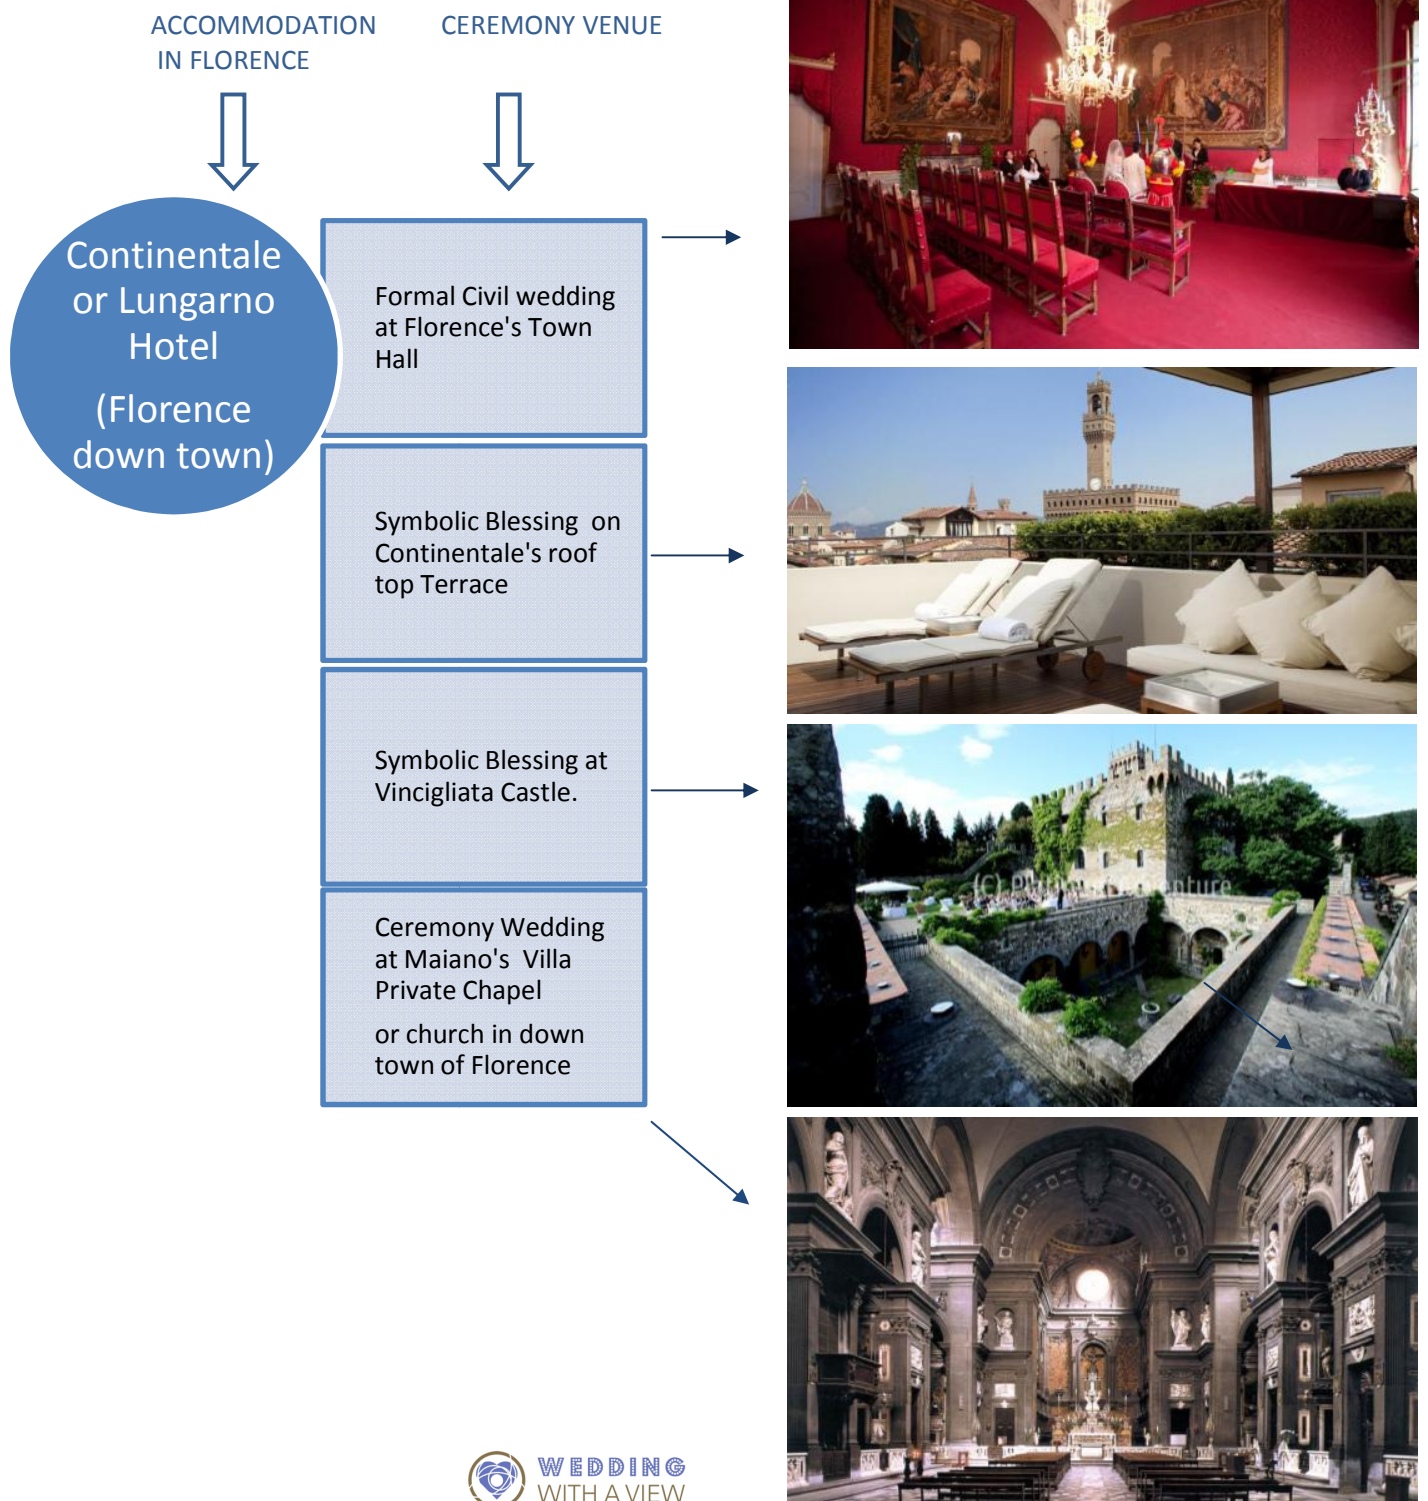 ACCOMMODATION
IN FLORENCE
CEREMONY VENUE
Continentale
or Lungarno
Hotel
(Florence
down town)
Formal Civil wedding
at Florence's Town
Hall
Symbolic Blessing on
Continentale's roof
top Terrace
Symbolic Blessing at
Vincigliata Castle.
Ceremony Wedding
at Maiano's Villa
Private Chapel
or church in down
town of Florence
(C)
WEDDING
WITH A VIEW